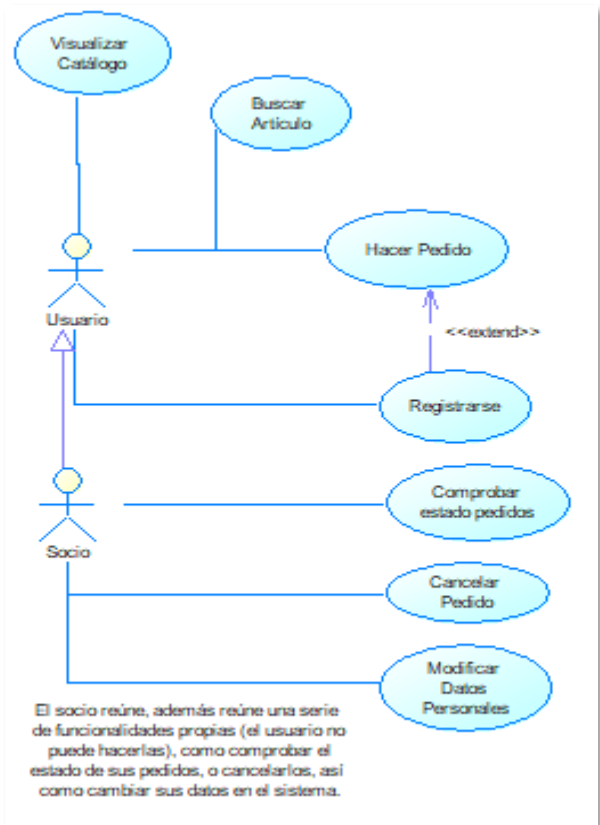 Visualizar
Catálogo
Buscar
Artículo
Hacer Pedido
Usuario
<<extend>>
Registrarse
Comprobar
estado pedidos
Socio
Cancelar
Pedido
Modificar
Datos
Personales
El socio reúne, además reúne una serie
de funcionalidades propias (el usuario no
puede hacerlas), como comprobar el
estado de sus pedidos, o cancelarlos, así
como cambiar sus datos en el sistema.